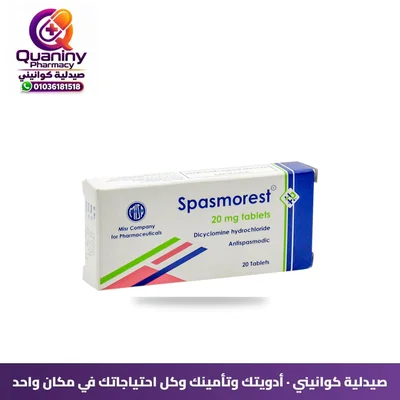 Quaniny
Pharmacy
صيدلية كوانيني
01036181518
Misr Company
for Pharmaceuticals
Spasmorest
20 mg tablets
Dicyclomine hydrochloride
Antispasmodic
20 Tablets
صيدلية كوانيني - أدويتك وتأمينك وكل احتياجاتك في مكان واحد